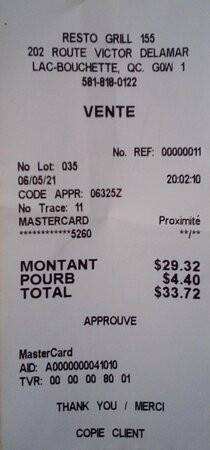 RESTO GRILL 155
202 ROUTE VICTOR DELAMAR
LAC-BOUCHETTE, QC. G0W 1
581-818-0122
VENTE
No. REF: 00000011
No Lot: 035
06/05/21 20:02:10
CODE APPR: 06325Z
No Trace: 11
MASTERCARD Proximité
************5260 **/**
MONTANT $29.32
POURB $4.40
TOTAL $33.72
APPROUVE
MasterCard
AID: A0000000041010
TVR: 00 00 00 80 01
THANK YOU / MERCI
COPIE CLIENT